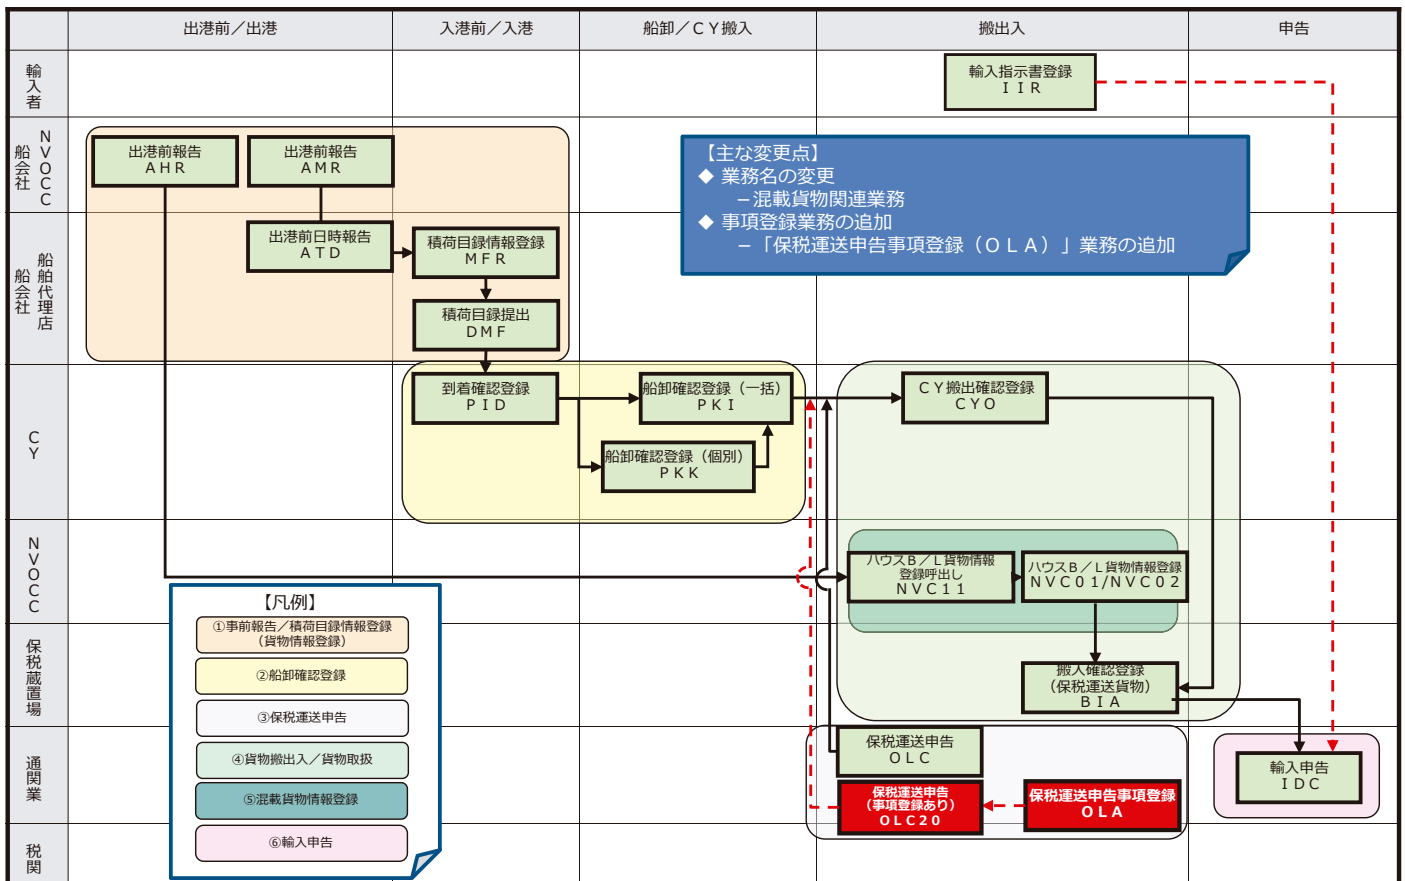 出港前／出港
入港前／入港
船卸／ＣＹ搬入
搬出入
申告
輸入者
輸入指示書登録
ＩＩＲ
船会社
ＮＶＯＣＣ
出港前報告
ＡＨＲ
出港前報告
ＡＭＲ
【主な変更点】
◆ 業務名の変更
－混載貨物関連業務
◆ 事項登録業務の追加
－「保税運送申告事項登録（ＯＬＡ）」業務の追加
船会社
船舶代理店
出港前日時報告
ＡＴＤ
積荷目録情報登録
ＭＦＲ
積荷目録提出
ＤＭＦ
ＣＹ
到着確認登録
ＰＩＤ
船卸確認登録（一括）
ＰＫＩ
船卸確認登録（個別）
ＰＫＫ
ＣＹ搬出確認登録
ＣＹＯ
ＮＶＯＣＣ
ハウスＢ／Ｌ貨物情報
登録呼出し
ＮＶＣ１１
ハウスＢ／Ｌ貨物情報登録
ＮＶＣ０１/ＮＶＣ０２
保税蔵置場
搬入確認登録
（保税運送貨物）
ＢＩＡ
通関業
保税運送申告
ＯＬＣ
保税運送申告
（事項登録あり）
ＯＬＣ２０
保税運送申告事項登録
ＯＬＡ
輸入申告
ＩＤＣ
税関
【凡例】
①事前報告／積荷目録情報登録
（貨物情報登録）
②船卸確認登録
③保税運送申告
④貨物搬出入／貨物取扱
⑤混載貨物情報登録
⑥輸入申告